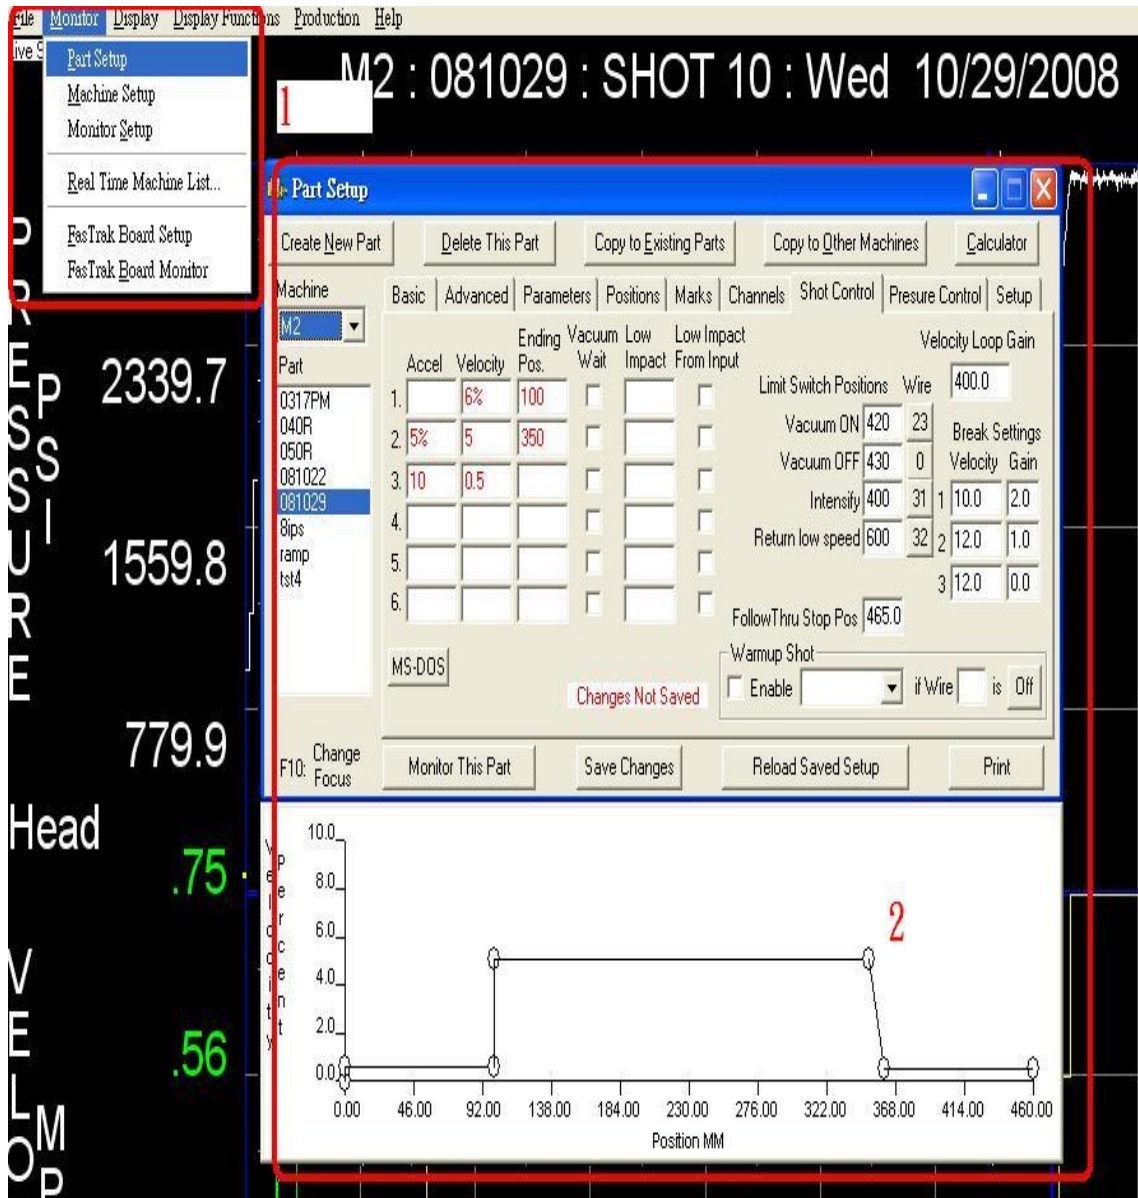 File Monitor Display Display Functions Production Help
Part Setup
Machine Setup
Monitor Setup
Real Time Machine List...
FasTrak Board Setup
FasTrak Board Monitor
M2 : 081029 : SHOT 10 : Wed 10/29/2008
1
PRESSURE
PSI
2339.7
1559.8
779.9
Head
.75
.56
Part Setup
Create New Part Delete This Part Copy to Existing Parts Copy to Other Machines Calculator
Machine
M2
Part
0317PM
040R
050R
081022
081029
8ips
ramp
tst4
Basic Advanced Parameters Positions Marks Channels Shot Control Presure Control Setup
Accel Velocity Ending Pos. Vacuum Wait Low Impact Low Impact From Input
1. 6% 100
2. 5% 5 350
3. 10 0.5
4.
5.
6.
Velocity Loop Gain
400.0
Limit Switch Positions Wire
Vacuum ON 420 23
Vacuum OFF 430 0
Intensify 400 31
Return low speed 600 32
Break Settings
Velocity Gain
1 10.0 2.0
2 12.0 1.0
3 12.0 0.0
FollowThru Stop Pos 465.0
Warmup Shot
Enable if Wire is Off
MS-DOS
Changes Not Saved
F10: Change Focus
Monitor This Part Save Changes Reload Saved Setup Print
Velocity
Percent
10.0
8.0
6.0
4.0
2.0
0.0
2
0.00 46.00 92.00 138.00 184.00 230.00 276.00 322.00 368.00 414.00 460.00
Position MM